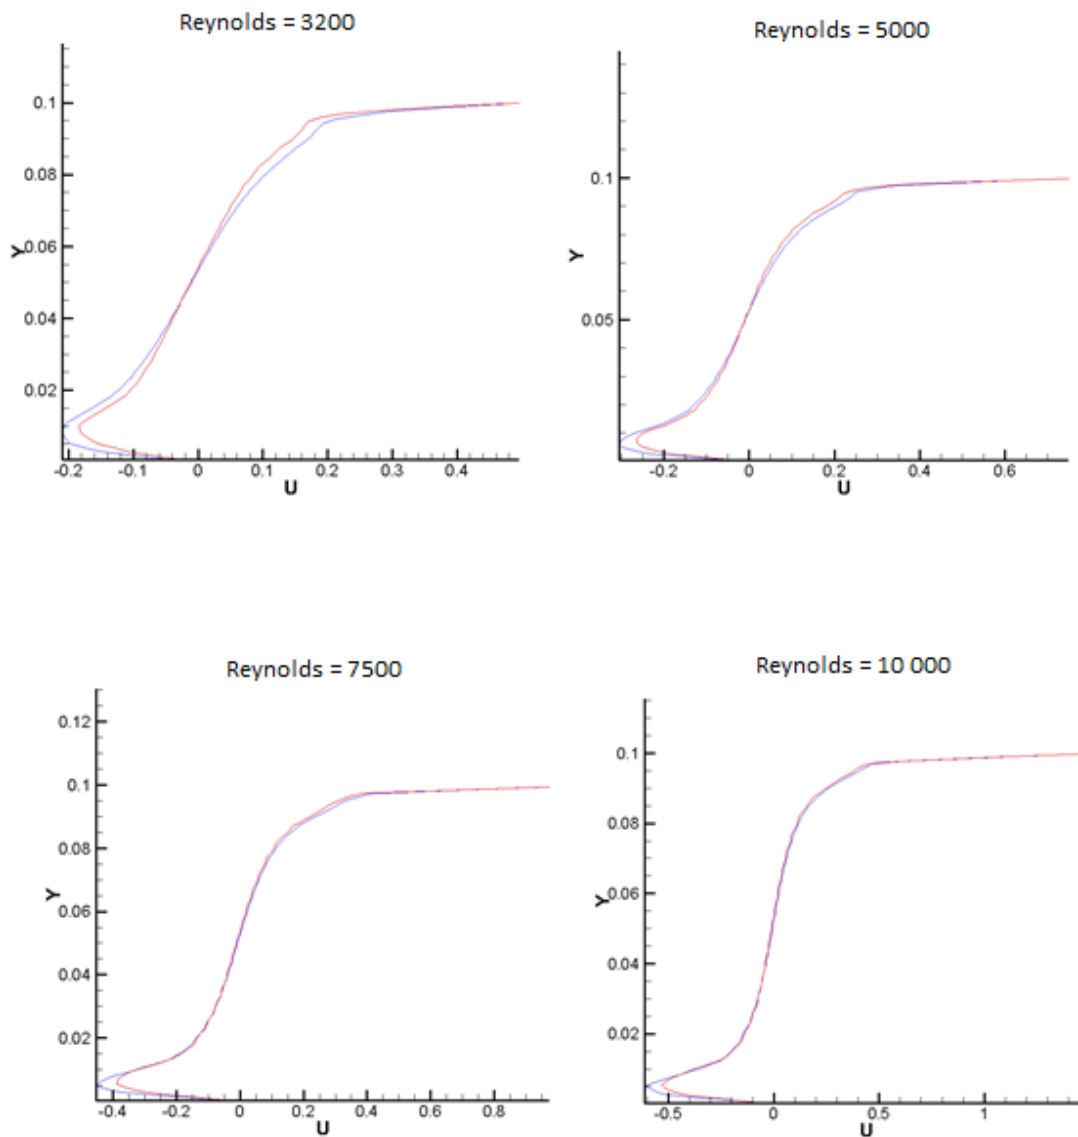 Reynolds = 3200
0.1
0.08
Y
0.06
0.04
0.02
-0.2 -0.1 0 0.1 0.2 0.3 0.4
U
Reynolds = 5000
0.1
Y
0.05
-0.2 0 0.2 0.4 0.6
U
Reynolds = 7500
0.12
0.1
0.08
Y
0.06
0.04
0.02
-0.4 -0.2 0 0.2 0.4 0.6 0.8
U
Reynolds = 10 000
0.1
0.08
Y
0.06
0.04
0.02
-0.5 0 0.5 1
U